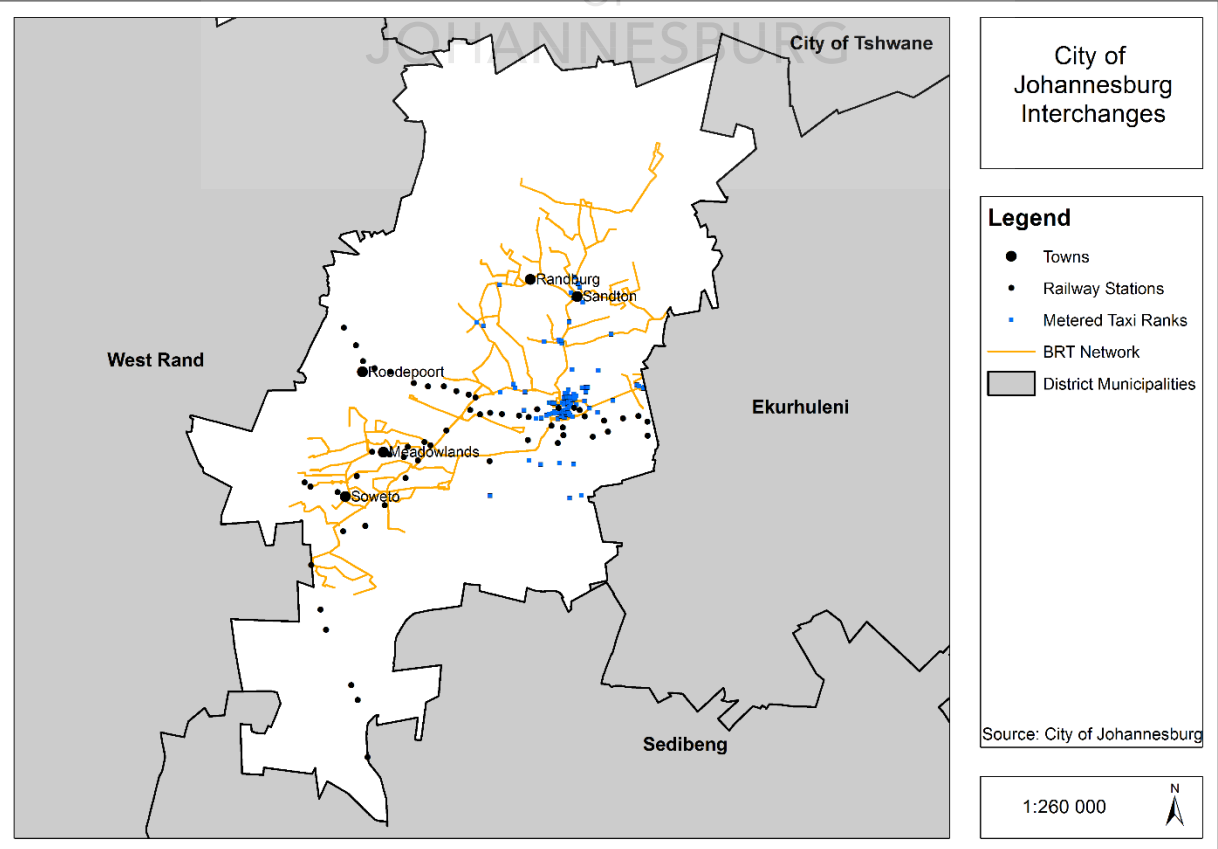 OF
JOHANNESBURG
City of Tshwane
West Rand
Ekurhuleni
Sedibeng
Randburg
Sandton
Roodepoort
Meadowlands
Soweto
City of
Johannesburg
Interchanges
Legend
Towns
Railway Stations
Metered Taxi Ranks
BRT Network
District Municipalities
Source: City of Johannesburg
1:260 000
N